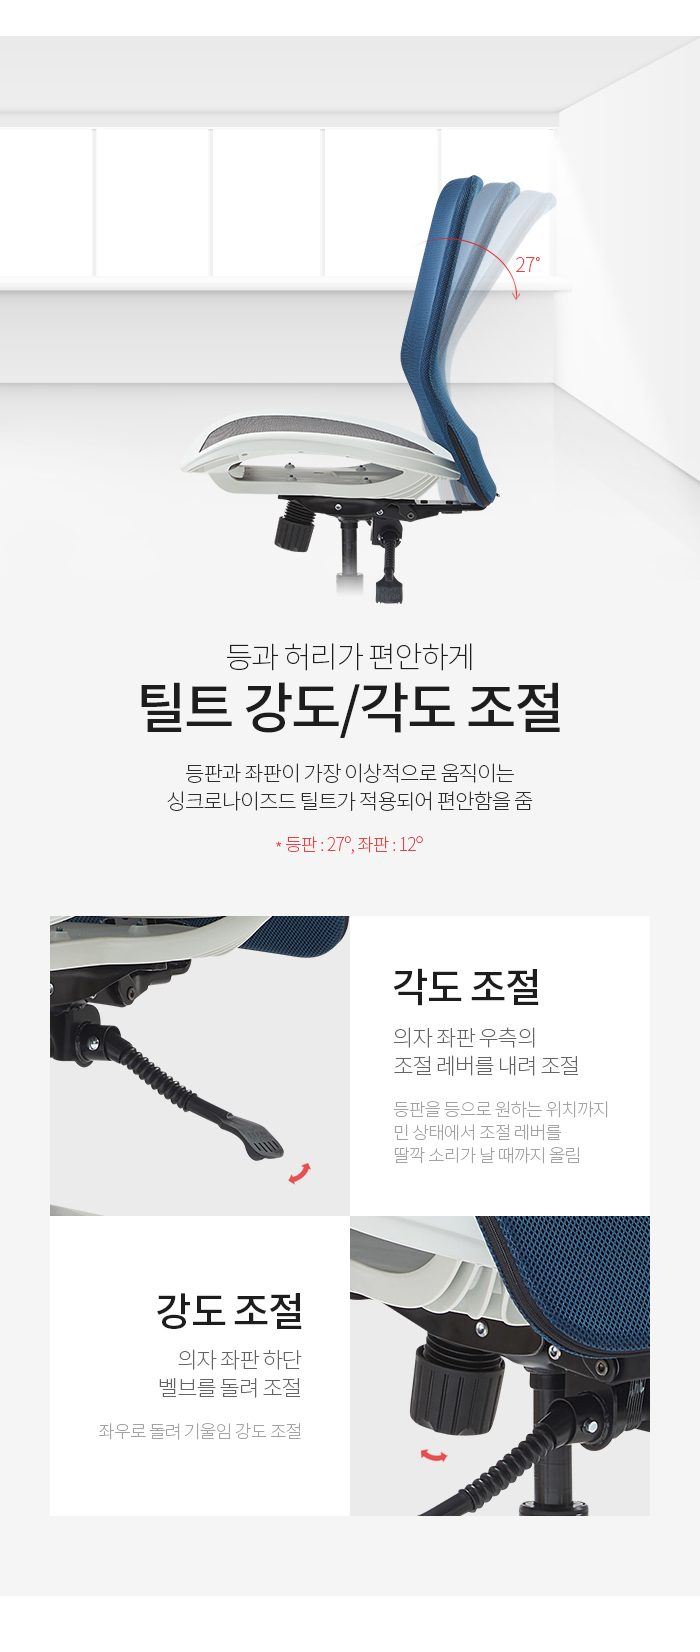 27°
등과 허리가 편안하게
틸트 강도/각도 조절
등판과 좌판이 가장 이상적으로 움직이는
싱크로나이즈드 틸트가 적용되어 편안함을 줌
* 등판 : 27º, 좌판 : 12º
각도 조절
의자 좌판 우측의
조절 레버를 내려 조절
등판을 등으로 원하는 위치까지
민 상태에서 조절 레버를
딸깍 소리가 날 때까지 올림
강도 조절
의자 좌판 하단
벨브를 돌려 조절
좌우로 돌려 기울임 강도 조절